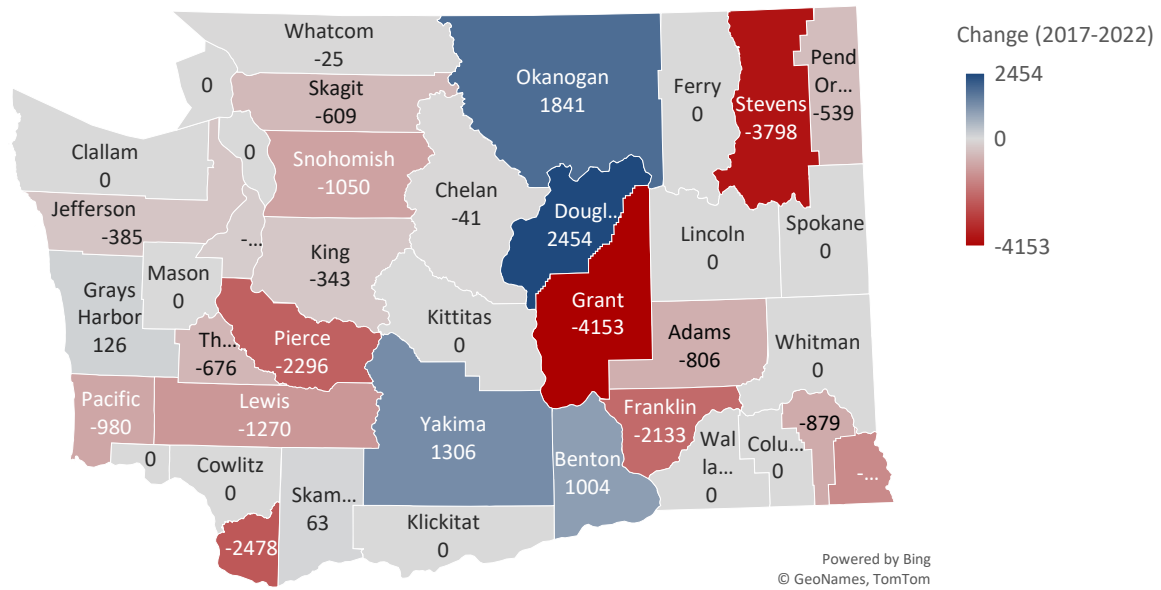 Change (2017-2022)
2454
0
-4153
Whatcom
-25
0
Skagit
-609
Okanogan
1841
Ferry
0
Stevens
-3798
Pend
Or...
-539
Clallam
0
0
Snohomish
-1050
Chelan
-41
Dougl...
2454
Jefferson
-385
-...
King
-343
Lincoln
0
Spokane
0
Mason
0
Grays
Harbor
126
Kittitas
0
Grant
-4153
Th...
-676
Pierce
-2296
Adams
-806
Whitman
0
Pacific
-980
Lewis
-1270
Yakima
1306
Franklin
-2133
-879
Benton
1004
Wal
la...
0
Colu...
0
-...
0
Cowlitz
0
Skam...
63
Klickitat
0
-2478
Powered by Bing
© GeoNames, TomTom